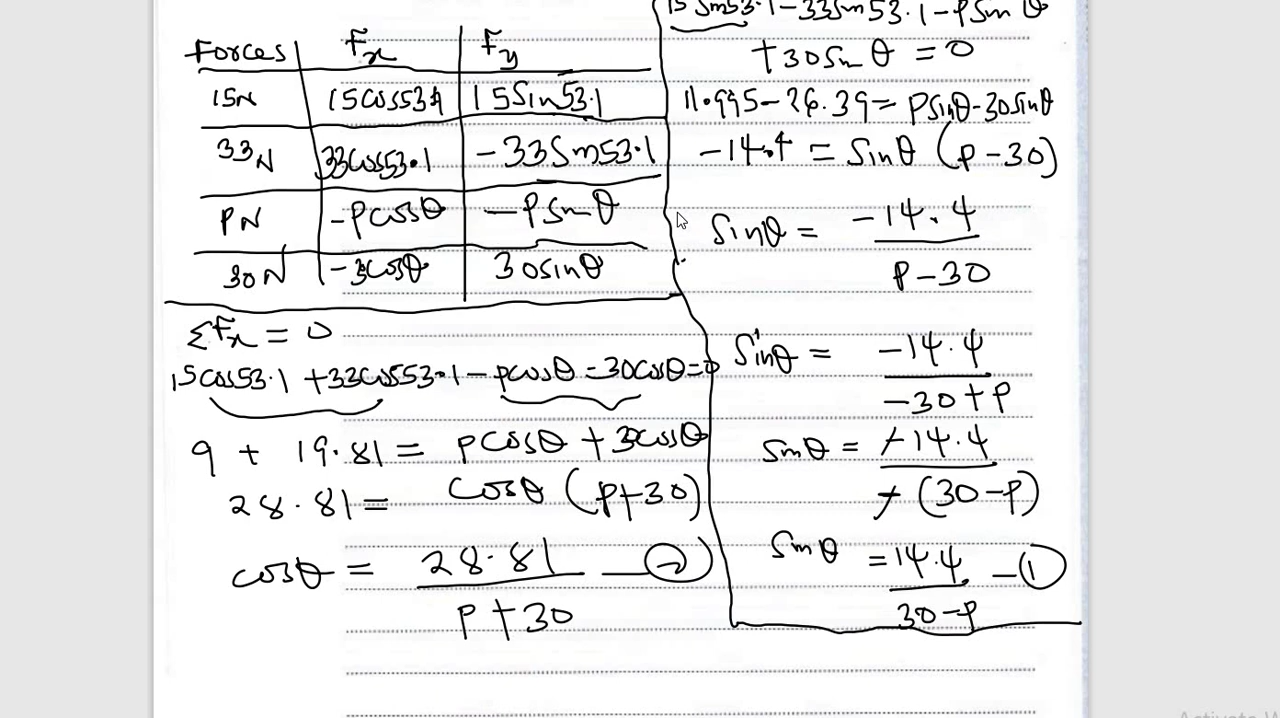 Forces Fx Fy
15N 15cos53.1 15Sin53.1
33N 33cos53.1 -33Sin53.1
PN -Pcosθ -PSinθ
30N -3cosθ 30sinθ
ΣFx = 0
15cos53.1 +33cos53.1 -pcosθ -30cosθ=0
9 + 19.81 = pcosθ + 30cosθ
28.81 = cosθ (p+30)
cosθ = 28.81 — ②
p+30
15Sin53.1-33Sin53.1-PSinθ
+30Sinθ = 0
11.995-26.39= PSinθ-30sinθ
-14.4 = Sinθ (P-30)
Sinθ = -14.4
P-30
Sinθ = -14.4
-30+P
Sinθ = -14.4
-(30-P)
Sinθ = 14.4 -①
30-P